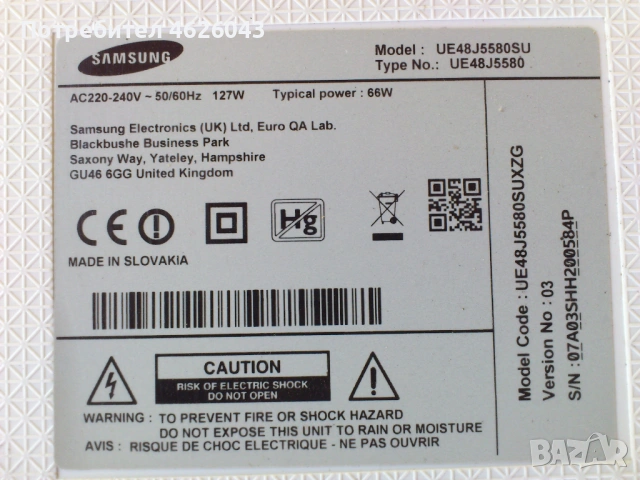 Потребител 4626043
SAMSUNG
Model : UE48J5580SU
Type No.: UE48J5580
AC220-240V ~ 50/60Hz 127W Typical power : 66W
Samsung Electronics (UK) Ltd, Euro QA Lab.
Blackbushe Business Park
Saxony Way, Yateley, Hampshire
GU46 6GG United Kingdom
CE
Hg
MADE IN SLOVAKIA
CAUTION
RISK OF ELECTRIC SHOCK
DO NOT OPEN
WARNING : TO PREVENT FIRE OR SHOCK HAZARD
DO NOT EXPOSE THIS UNIT TO RAIN OR MOISTURE
AVIS : RISQUE DE CHOC ELECTRIQUE - NE PAS OUVRIR
Model Code : UE48J5580SUXZG
Version No : 03
S/N : 07A03SHH200584P
BAZAR